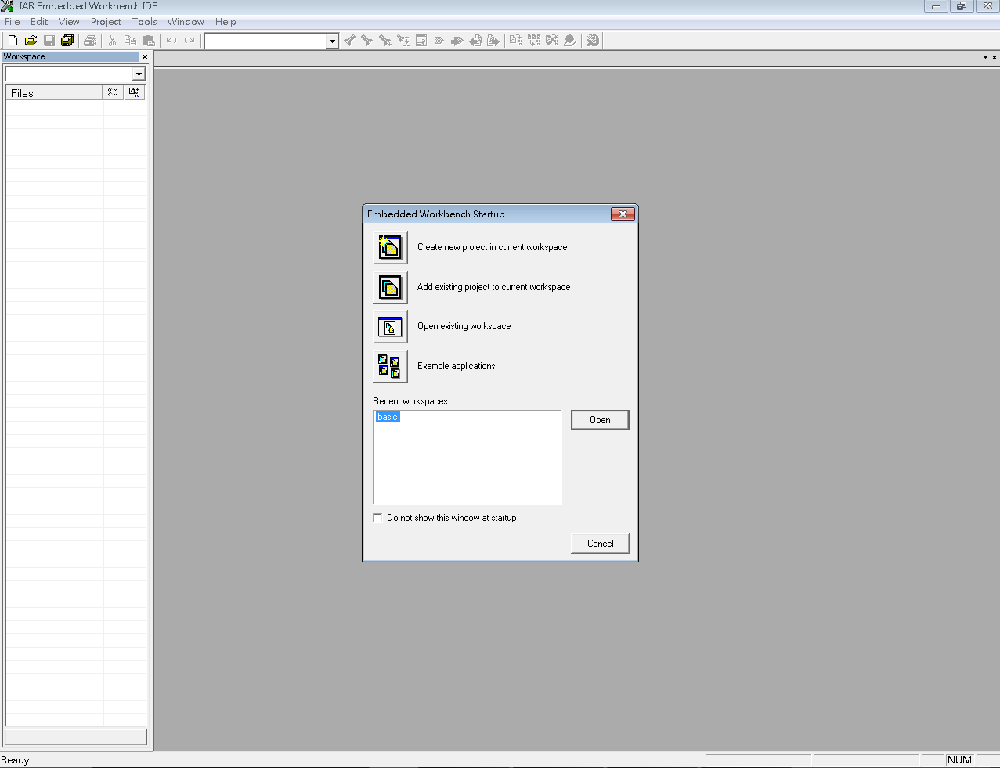 IAR Embedded Workbench IDE
File Edit View Project Tools Window Help
Workspace
Files
Embedded Workbench Startup
Create new project in current workspace
Add existing project to current workspace
Open existing workspace
Example applications
Recent workspaces:
basic
Open
Do not show this window at startup
Cancel
Ready
NUM